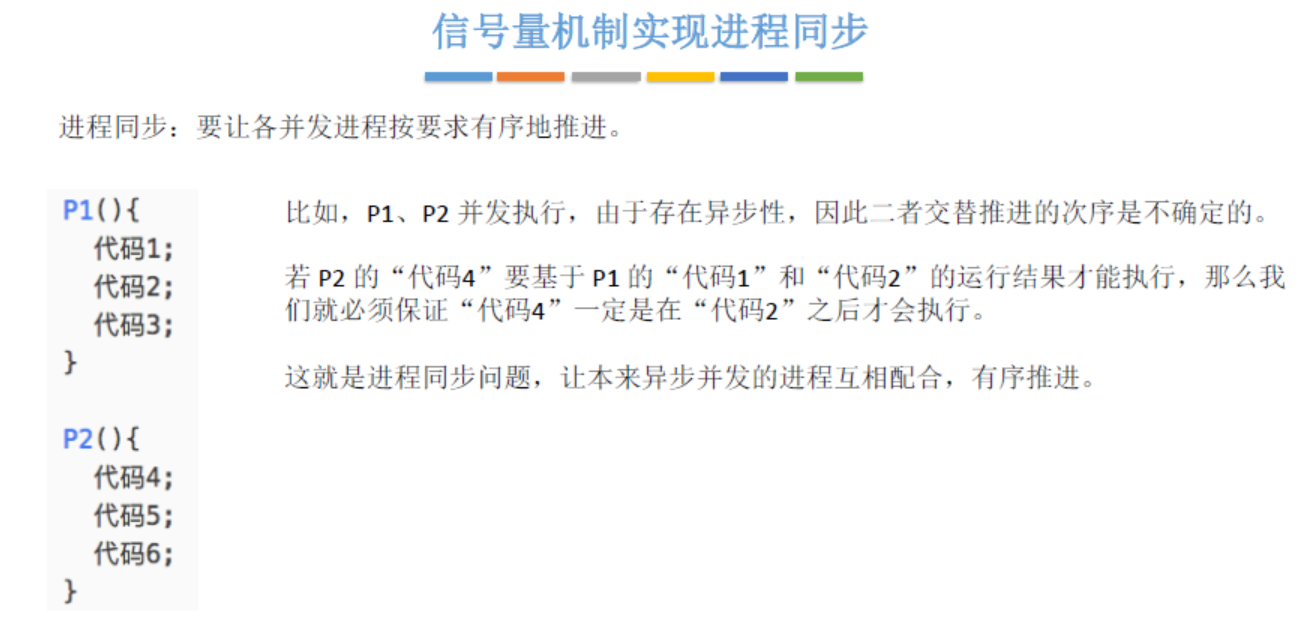 信号量机制实现进程同步
进程同步：要让各并发进程按要求有序地推进。
P1(){
代码1;
代码2;
代码3;
}
P2(){
代码4;
代码5;
代码6;
}
比如，P1、P2 并发执行，由于存在异步性，因此二者交替推进的次序是不确定的。
若 P2 的“代码4”要基于 P1 的“代码1”和“代码2”的运行结果才能执行，那么我
们就必须保证“代码4”一定是在“代码2”之后才会执行。
这就是进程同步问题，让本来异步并发的进程互相配合，有序推进。